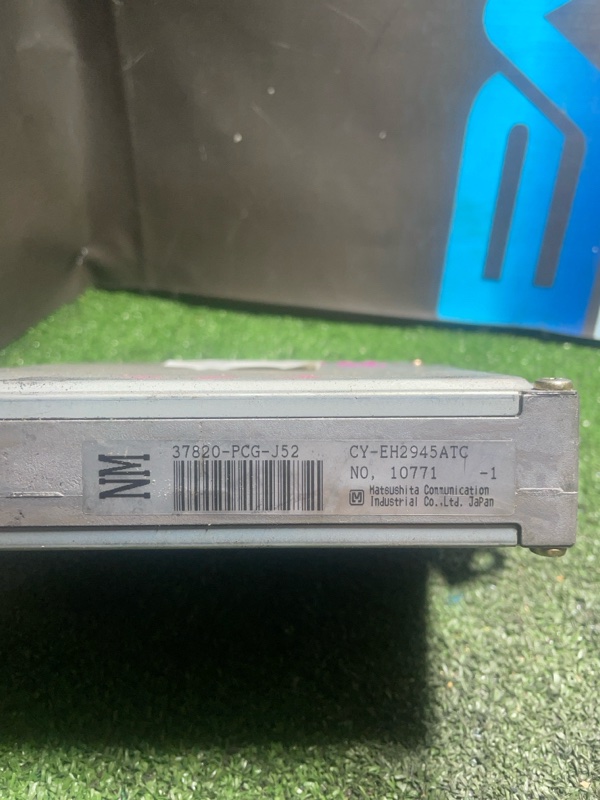 NM
37820-PCG-J52
CY-EH2945ATC
NO. 10771 -1
M Matsushita Communication
Industrial Co.,Ltd. JaPan